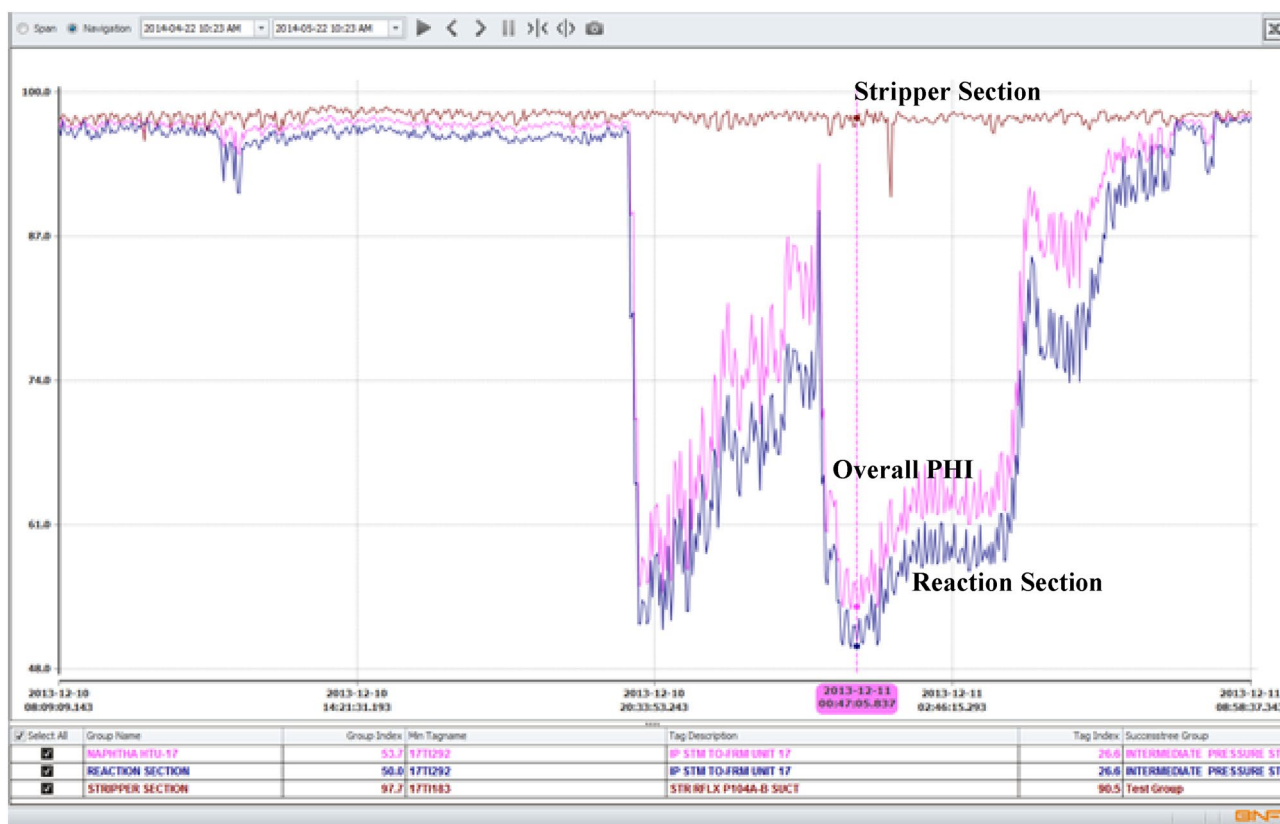 Span Navigation 2014-04-22 10:23 AM 2014-05-22 10:23 AM
Stripper Section
100.0
87.0
74.0
Overall PHI
61.0
Reaction Section
48.0
2013-12-10 2013-12-10 2013-12-10 2013-12-11 2013-12-11 2013-12-11
08:09:09.143 14:21:31.193 20:33:53.243 00:47:05.837 02:46:15.293 08:58:37.343
Select All Group Name Group Index Min Tagname Tag Description Tag Index Successtree Group
NAPHTHA HTU-17 53.7 17TI292 IP STM TO-FRM UNIT 17 26.6 INTERMEDIATE PRESSURE ST
REACTION SECTION 50.0 17TI292 IP STM TO-FRM UNIT 17 26.6 INTERMEDIATE PRESSURE ST
STRIPPER SECTION 97.7 17TI183 STR RFLX P104A-B SUCT 90.5 Test Group